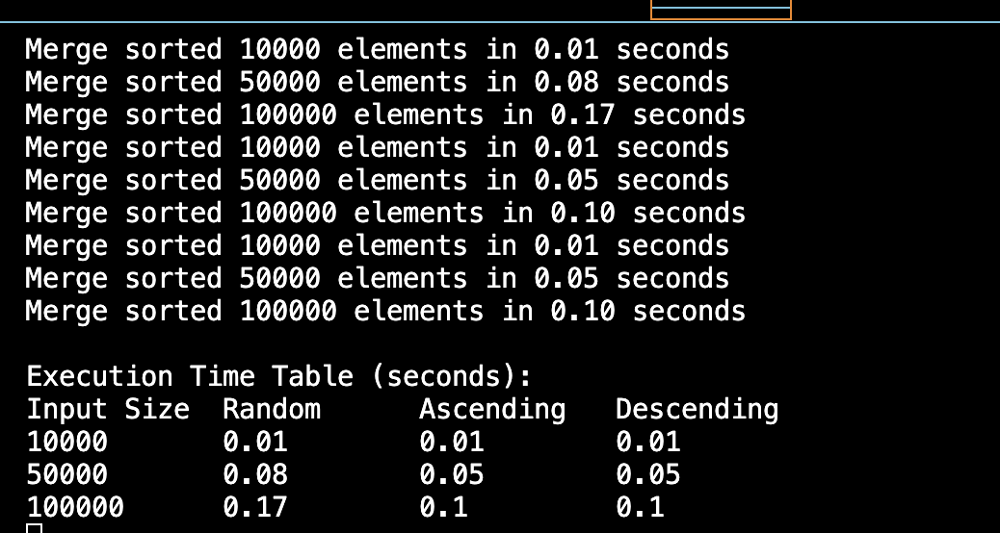 Merge sorted 10000 elements in 0.01 seconds
Merge sorted 50000 elements in 0.08 seconds
Merge sorted 100000 elements in 0.17 seconds
Merge sorted 10000 elements in 0.01 seconds
Merge sorted 50000 elements in 0.05 seconds
Merge sorted 100000 elements in 0.10 seconds
Merge sorted 10000 elements in 0.01 seconds
Merge sorted 50000 elements in 0.05 seconds
Merge sorted 100000 elements in 0.10 seconds
Execution Time Table (seconds):
Input Size  Random      Ascending   Descending
10000       0.01        0.01        0.01
50000       0.08        0.05        0.05
100000      0.17        0.1         0.1